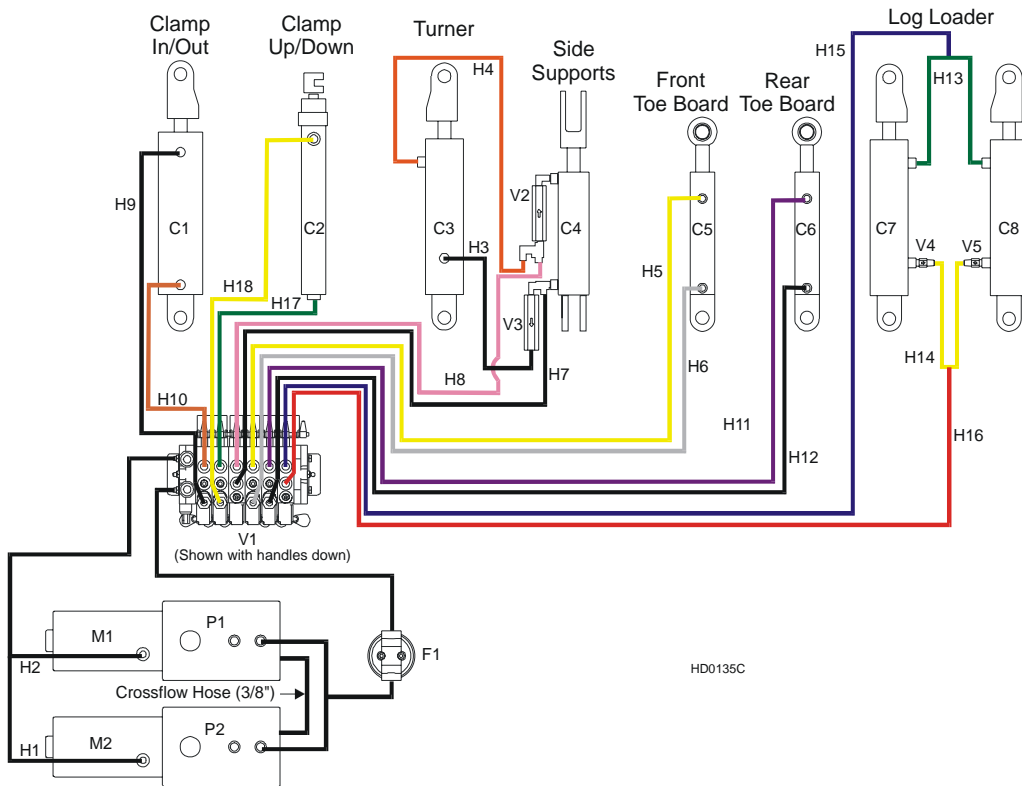 Clamp
In/Out
Clamp
Up/Down
Turner
Side
Supports
Front
Toe Board
Rear
Toe Board
Log Loader
H15
H4
H13
H9
V2
C1
C2
C3
H3
C4
C5
C6
C7
C8
V4
V5
H18
H5
H17
V3
H14
H8
H7
H6
H10
H11
H16
H12
V1
(Shown with handles down)
M1
P1
F1
H2
HD0135C
Crossflow Hose (3/8")
P2
M2
H1